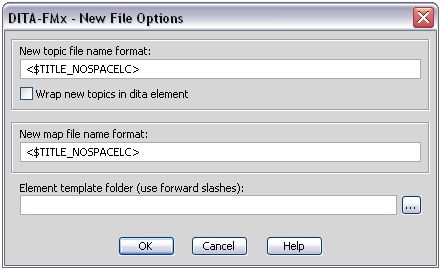 DITA-FMx - New File Options
New topic file name format:
<$TITLE_NOSPACELC>
Wrap new topics in dita element
New map file name format:
<$TITLE_NOSPACELC>
Element template folder (use forward slashes):
...
OK Cancel Help